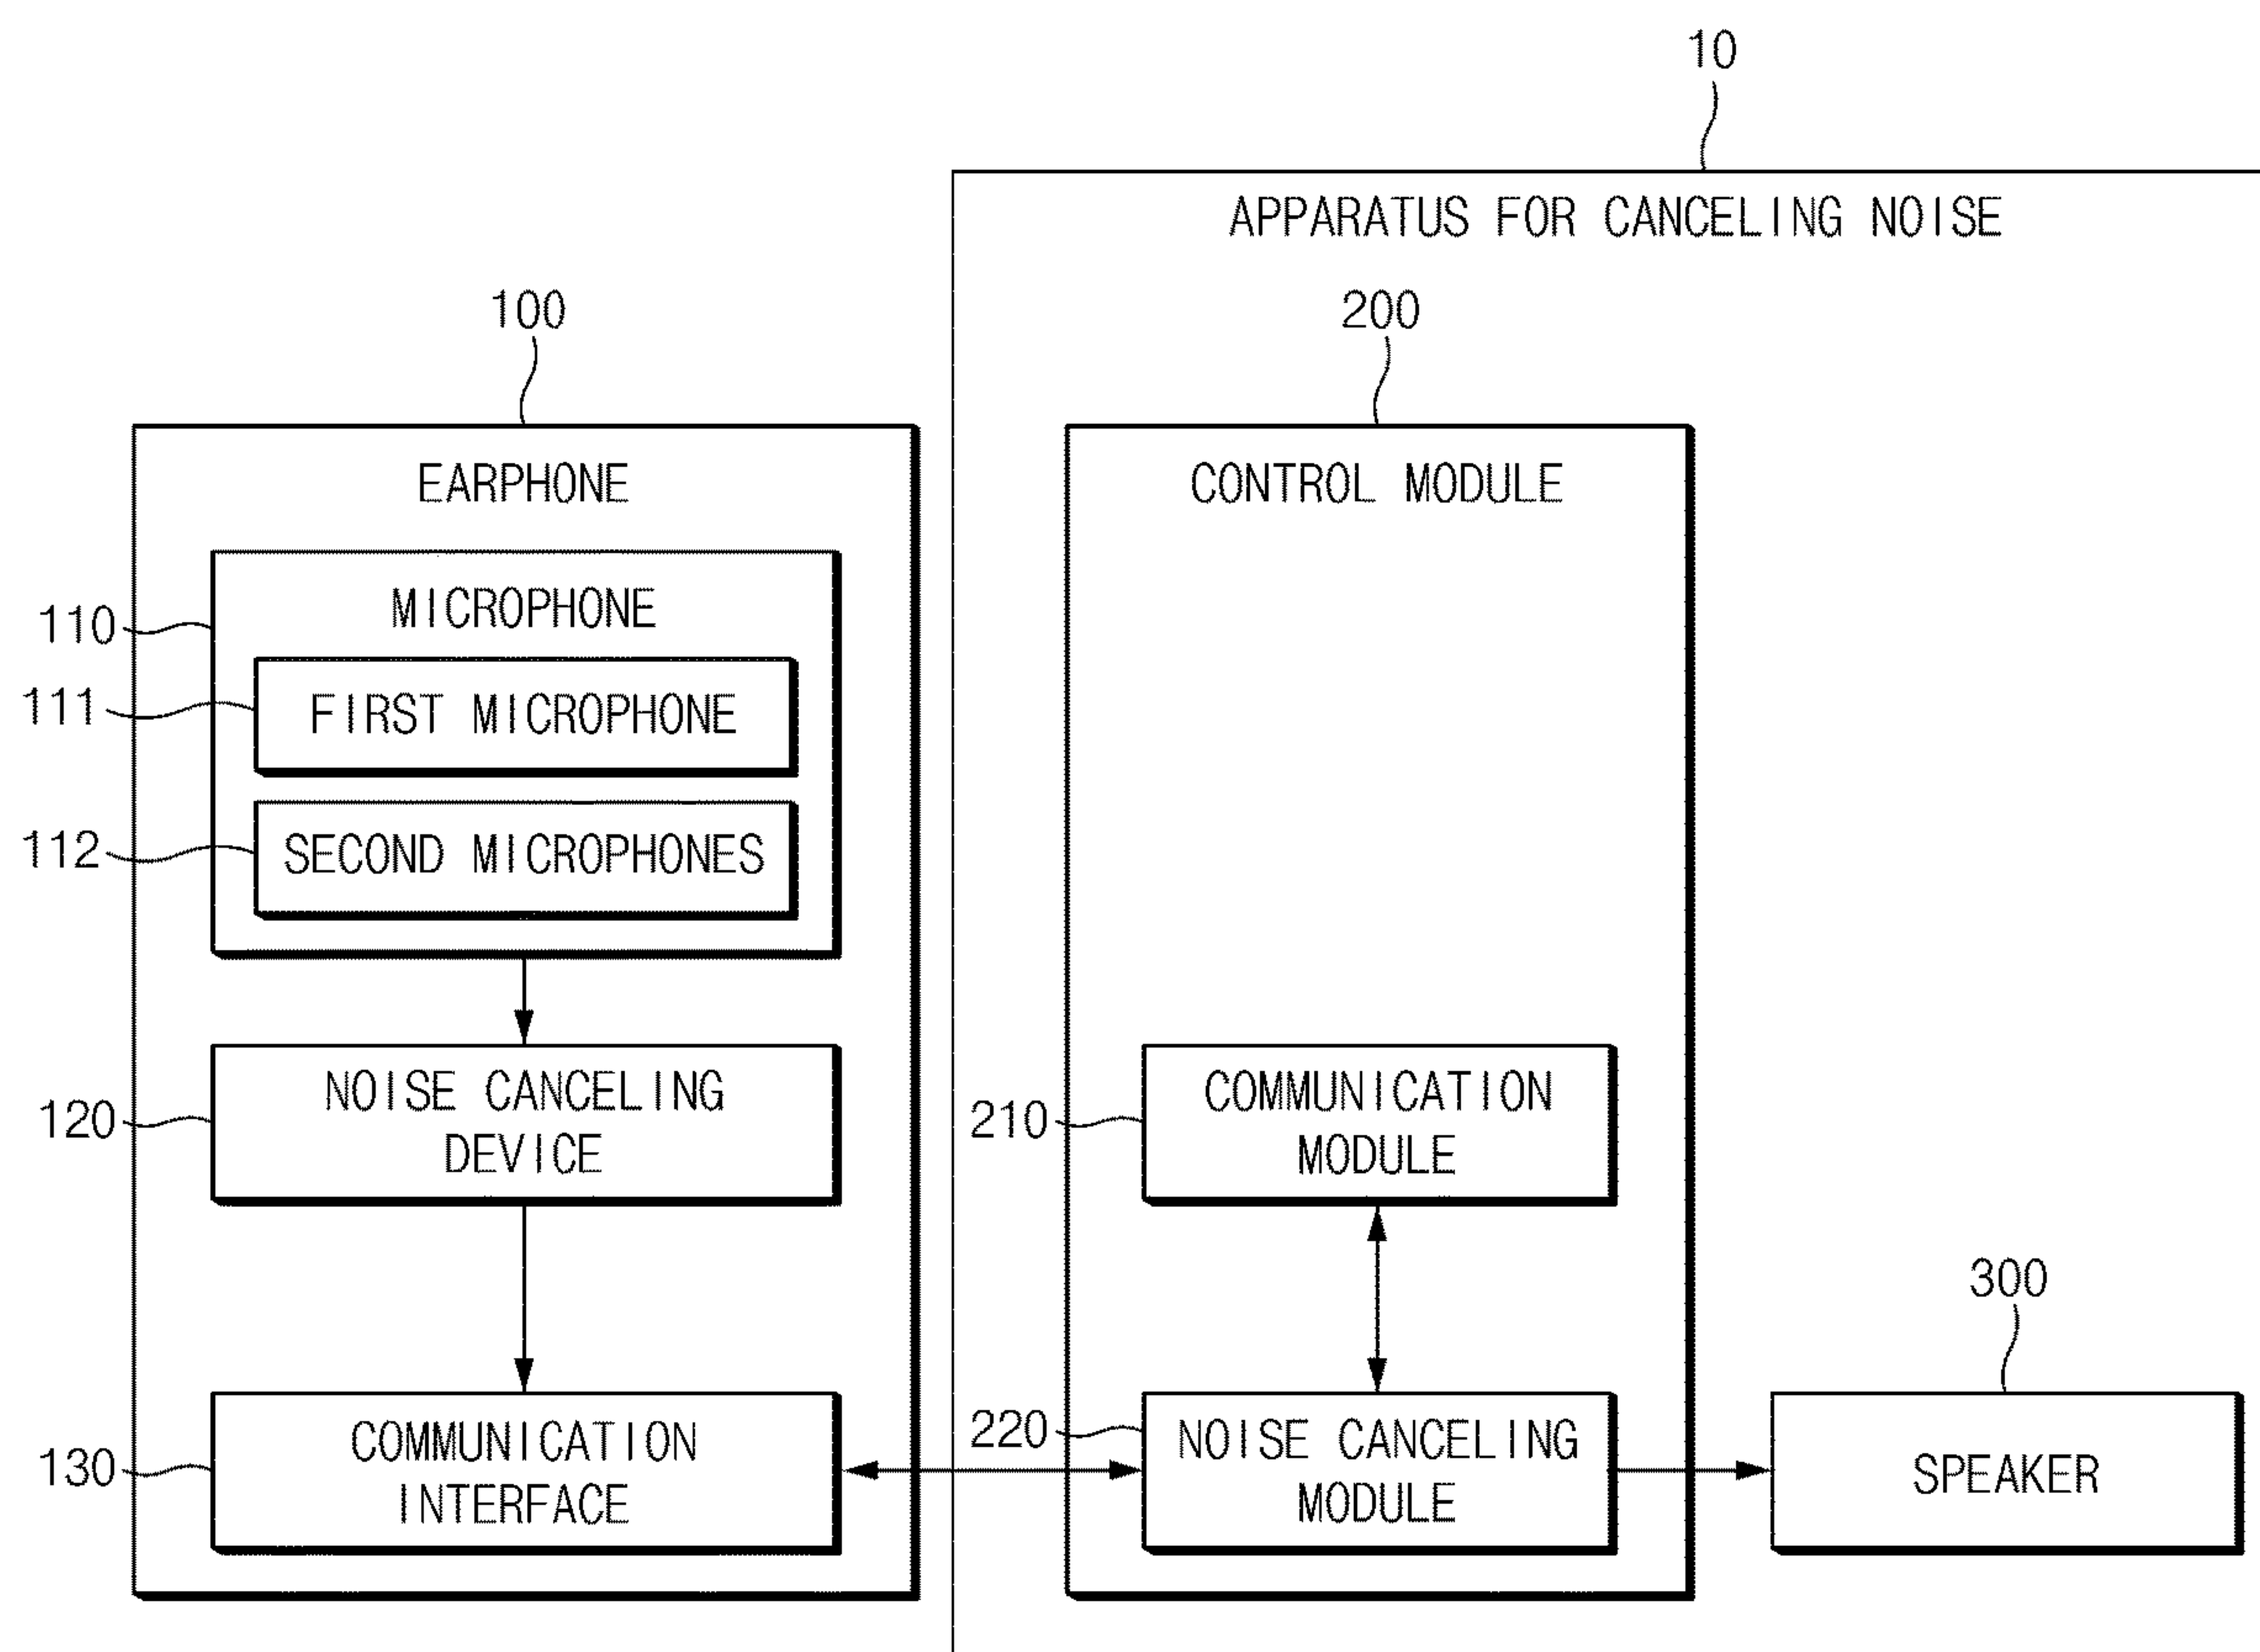 10
APPARATUS FOR CANCELING NOISE
100
200
EARPHONE
CONTROL MODULE
MICROPHONE
110
111
FIRST MICROPHONE
112
SECOND MICROPHONES
120
NOISE CANCELING
DEVICE
210
COMMUNICATION
MODULE
300
130
COMMUNICATION
INTERFACE
220
NOISE CANCELING
MODULE
SPEAKER